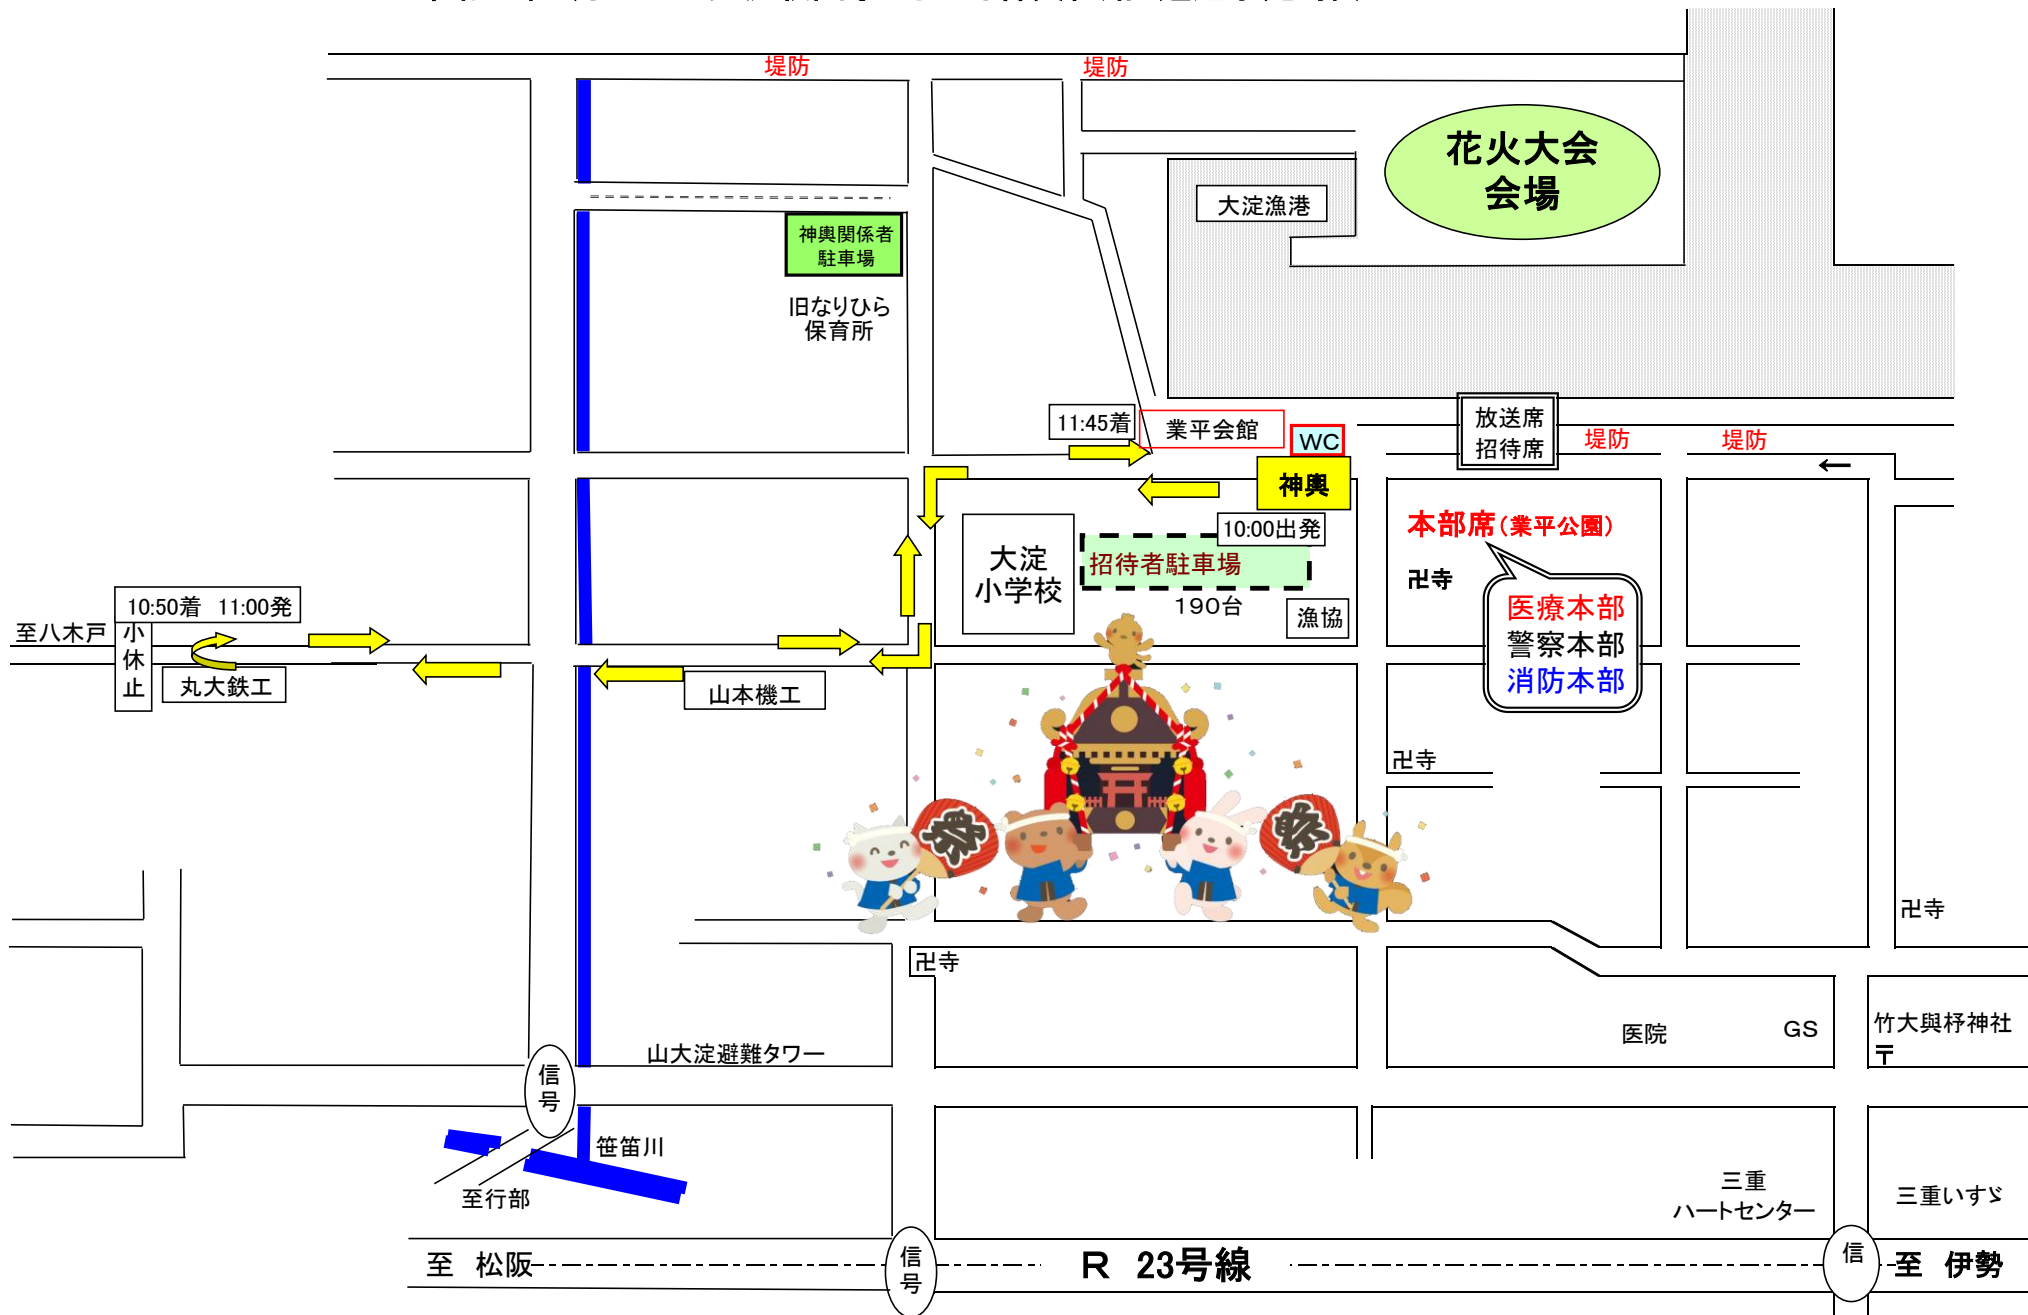 堤防
堤防
花火大会
会場
大淀漁港
神輿関係者
駐車場
旧なりひら
保育所
11:45着
業平会館
WC
放送席
招待席
堤防
堤防
←
神輿
10:00出発
本部席(業平公園)
大淀
小学校
招待者駐車場
190台
漁協
卍寺
医療本部
警察本部
消防本部
10:50着 11:00発
至八木戸
小
休
止
丸大鉄工
山本機工
卍寺
祭
祭
卍寺
卍寺
医院
GS
竹大與杼神社
〒
山大淀避難タワー
信
号
笹笛川
至行部
三重
ハートセンター
三重いすゞ
至 松阪
信
号
R 23号線
信
至 伊勢